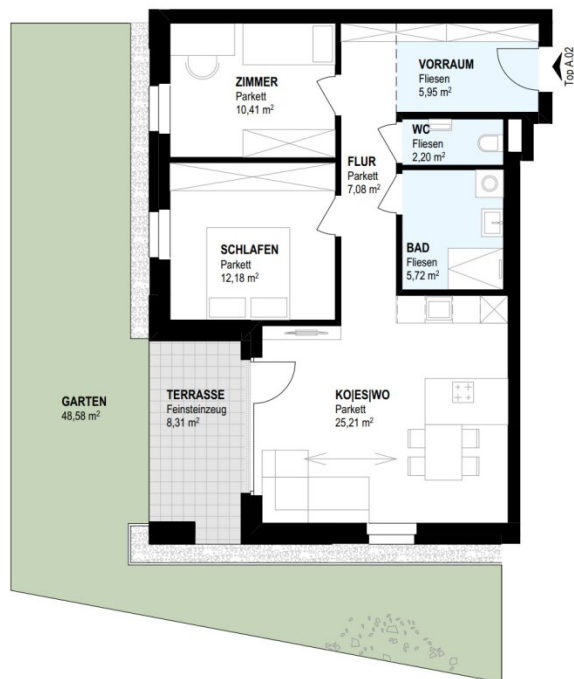 VORRAUM
Fliesen
5,95 m²
Top A.02
ZIMMER
Parkett
10,41 m²
WC
Fliesen
2,20 m²
FLUR
Parkett
7,08 m²
SCHLAFEN
Parkett
12,18 m²
BAD
Fliesen
5,72 m²
GARTEN
48,58 m²
TERRASSE
Feinsteinzeug
8,31 m²
KO|ES|WO
Parkett
25,21 m²